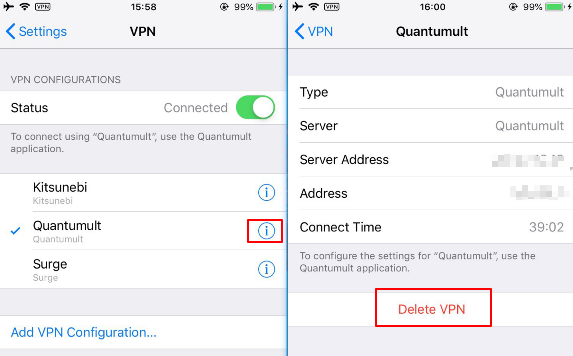 VPN
15:58
99%
Settings
VPN
VPN CONFIGURATIONS
Status
Connected
To connect using “Quantumult”, use the Quantumult
application.
Kitsunebi
Kitsunebi
Quantumult
Quantumult
Surge
Surge
Add VPN Configuration...
VPN
16:00
99%
VPN
Quantumult
Type
Quantumult
Server
Quantumult
Server Address
Address
Connect Time
39:02
To configure the settings for “Quantumult”, use the
Quantumult application.
Delete VPN